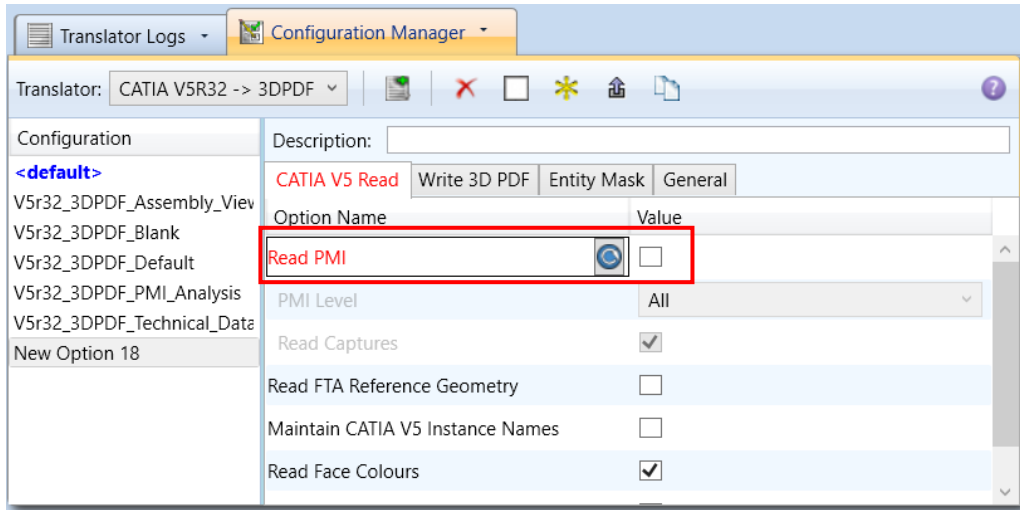 Translator Logs
Configuration Manager
Translator: CATIA V5R32 -> 3DPDF
?
Configuration
Description:
<default>
V5r32_3DPDF_Assembly_View
V5r32_3DPDF_Blank
V5r32_3DPDF_Default
V5r32_3DPDF_PMI_Analysis
V5r32_3DPDF_Technical_Data
New Option 18
CATIA V5 Read
Write 3D PDF
Entity Mask
General
Option Name Value
Read PMI
PMI Level All
Read Captures
Read FTA Reference Geometry
Maintain CATIA V5 Instance Names
Read Face Colours